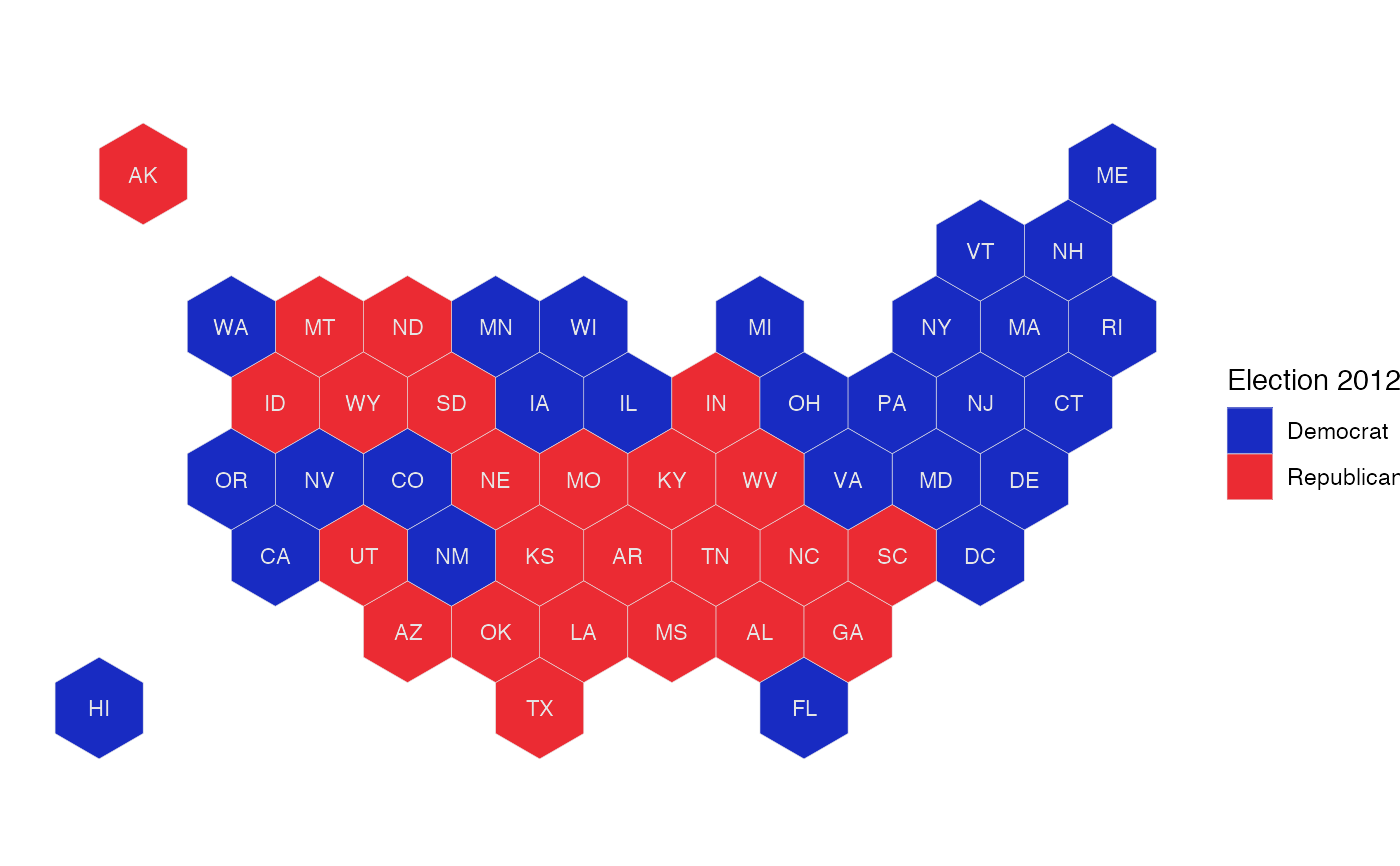 AK
ME
VT NH
WA MT ND MN WI MI NY MA RI
ID WY SD IA IL IN OH PA NJ CT
Election 2012
Democrat
Republican
OR NV CO NE MO KY WV VA MD DE
CA UT NM KS AR TN NC SC DC
AZ OK LA MS AL GA
HI TX FL